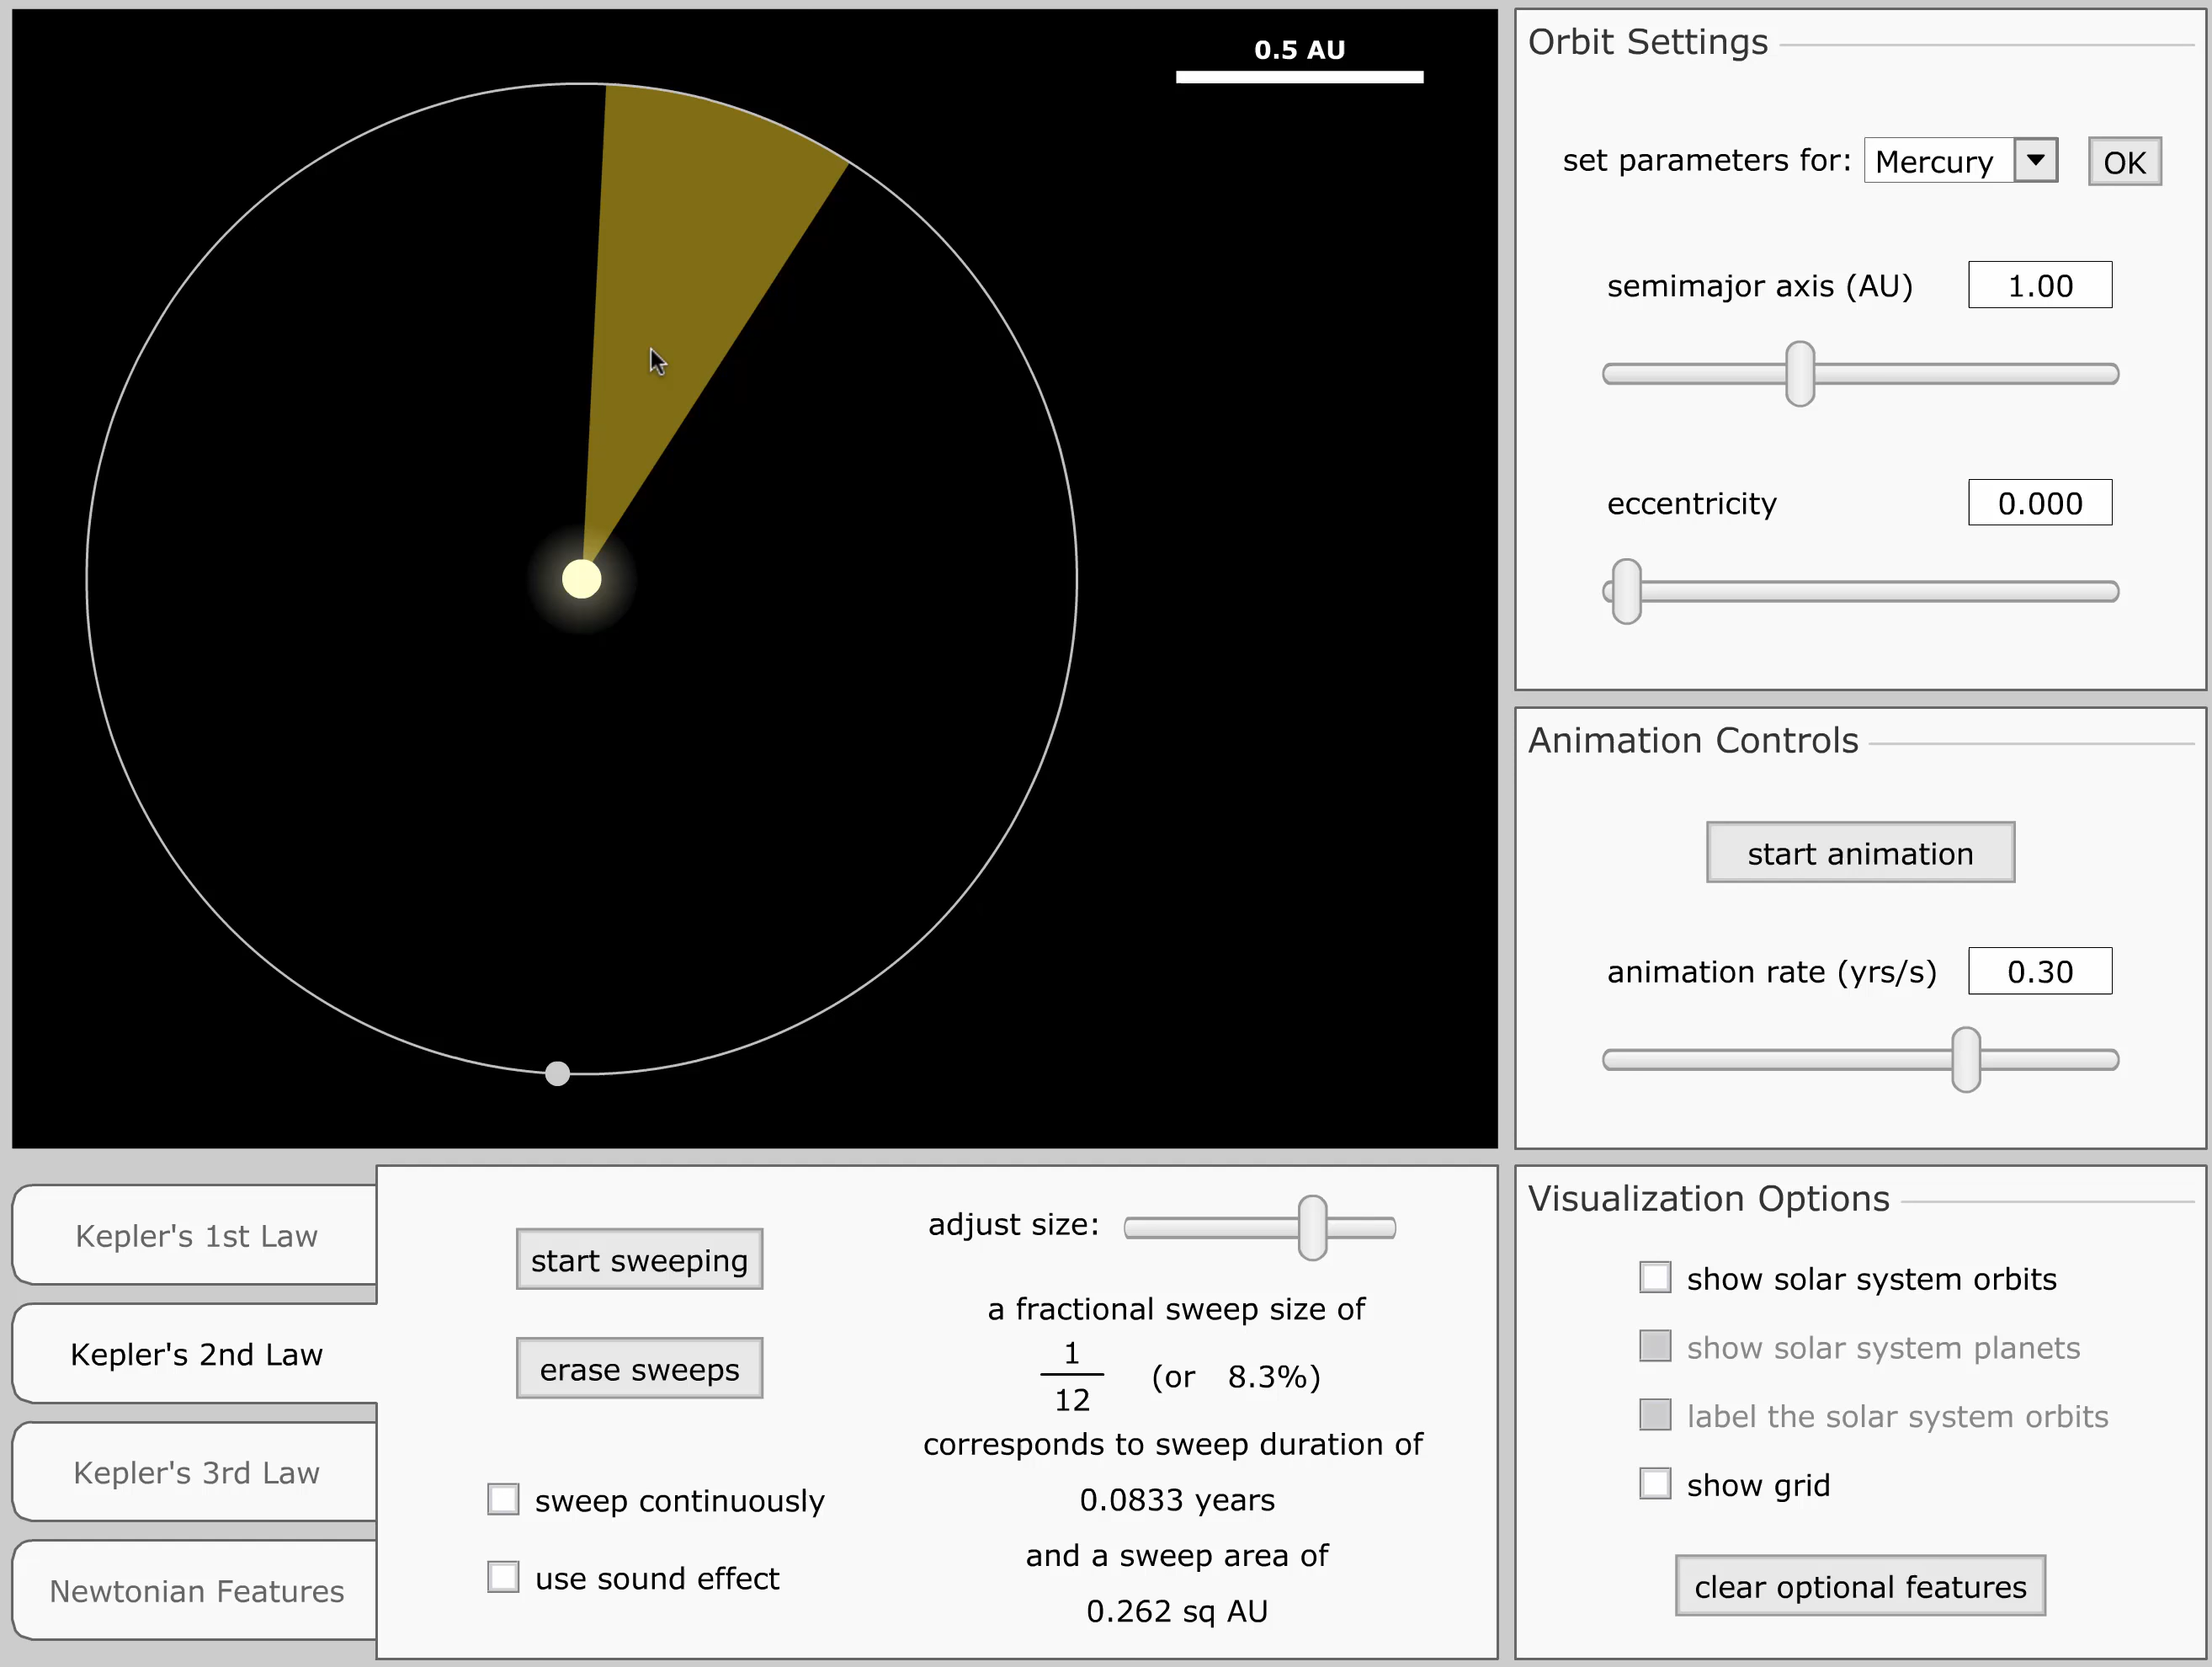 0.5 AU
Orbit Settings
set parameters for: Mercury OK
semimajor axis (AU) 1.00
eccentricity 0.000
Animation Controls
start animation
animation rate (yrs/s) 0.30
Kepler's 1st Law
Kepler's 2nd Law
Kepler's 3rd Law
Newtonian Features
start sweeping
erase sweeps
sweep continuously
use sound effect
adjust size:
a fractional sweep size of
1
12
(or 8.3%)
corresponds to sweep duration of
0.0833 years
and a sweep area of
0.262 sq AU
Visualization Options
show solar system orbits
show solar system planets
label the solar system orbits
show grid
clear optional features